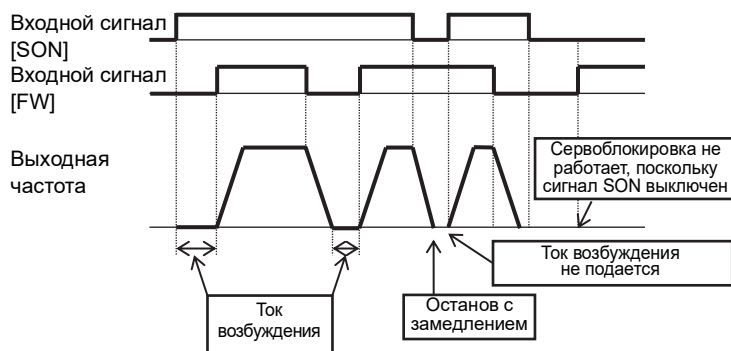 Входной сигнал
[SON]
Входной сигнал
[FW]
Выходная
частота
Сервоблокировка не
работает, поскольку
сигнал SON выключен
Ток возбуждения
не подается
Ток
возбуждения
Останов с
замедлением